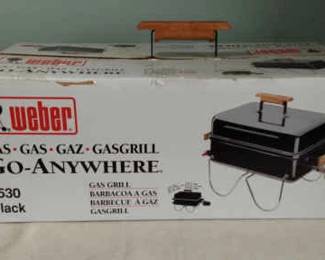 weber
AS • GAS • GAZ • GASGRILL
GO-ANYWHERE
GAS GRILL
BARBACOA A GAS
BARBECUE À GAZ
GASGRILL
530
lack